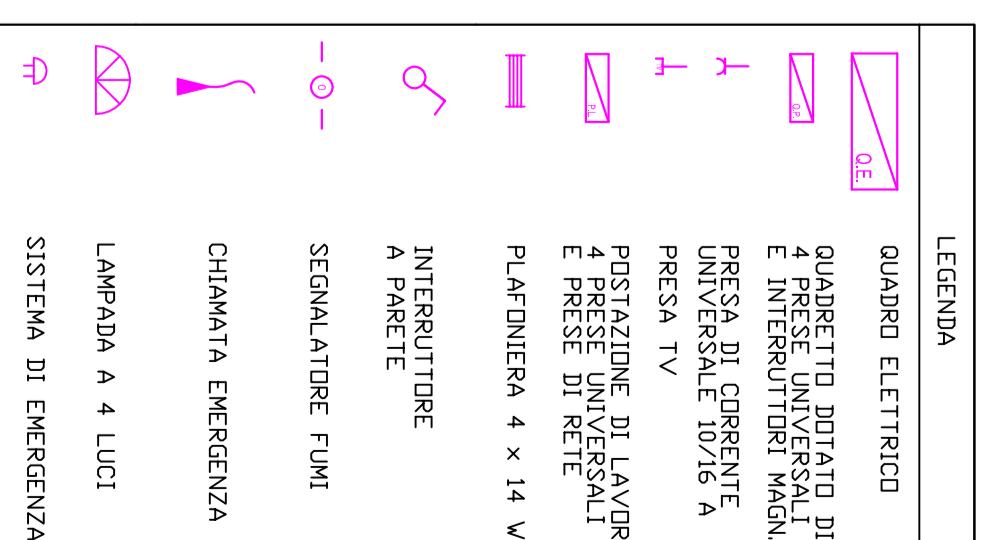 LEGENDA
Q.E.
QUADRO ELETTRICO
Q.P.
QUADRETTO DOTATO DI
4 PRESE UNIVERSALI
E INTERRUTTORI MAGN.
PRESA DI CORRENTE
UNIVERSALE 10/16 A
PRESA TV
P.L.
POSTAZIONE DI LAVOR
4 PRESE UNIVERSALI
E PRESE DI RETE
PLAFONIERA 4 x 14 W
INTERRUTTORE
A PARETE
SEGNALATORE FUMI
CHIAMATA EMERGENZA
LAMPADA A 4 LUCI
SISTEMA DI EMERGENZA